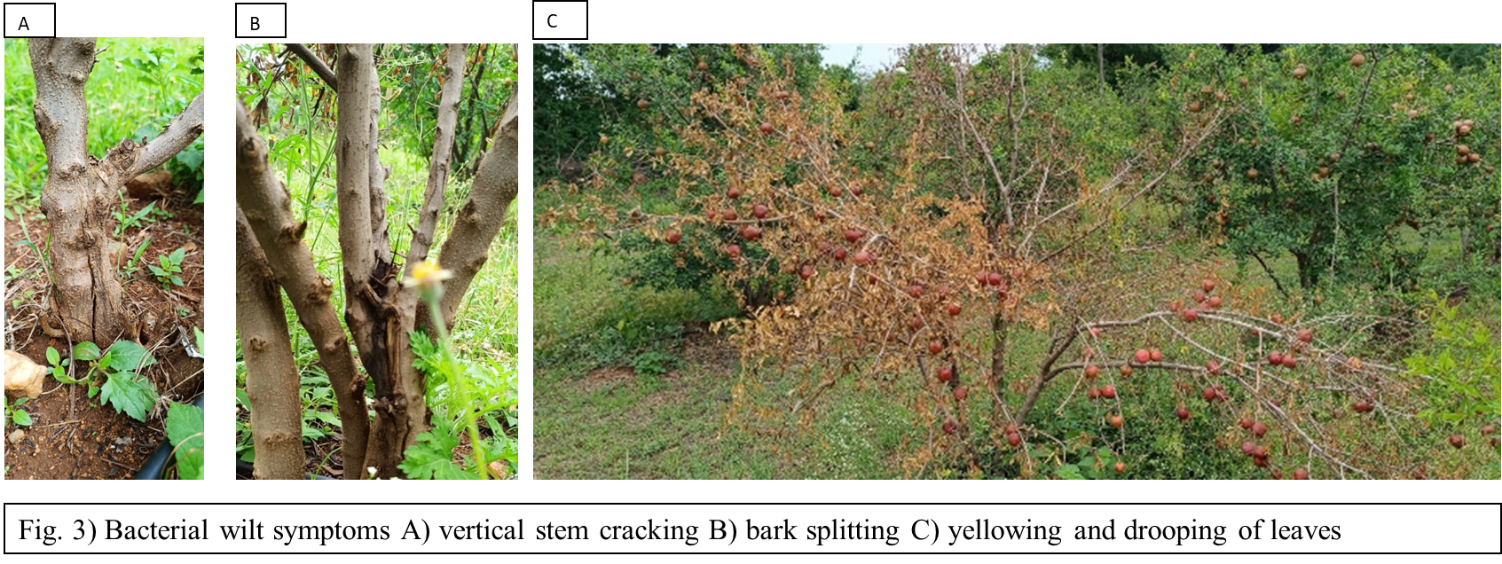 A
B
C
Fig. 3) Bacterial wilt symptoms A) vertical stem cracking B) bark splitting C) yellowing and drooping of leaves